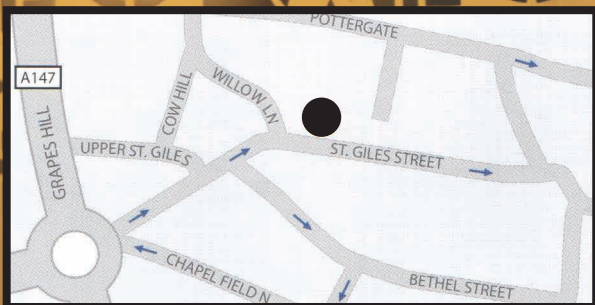 POTTERGATE
A147
GRAPES HILL
COW HILL
WILLOW LN
UPPER ST. GILES
ST. GILES STREET
CHAPEL FIELD N
BETHEL STREET